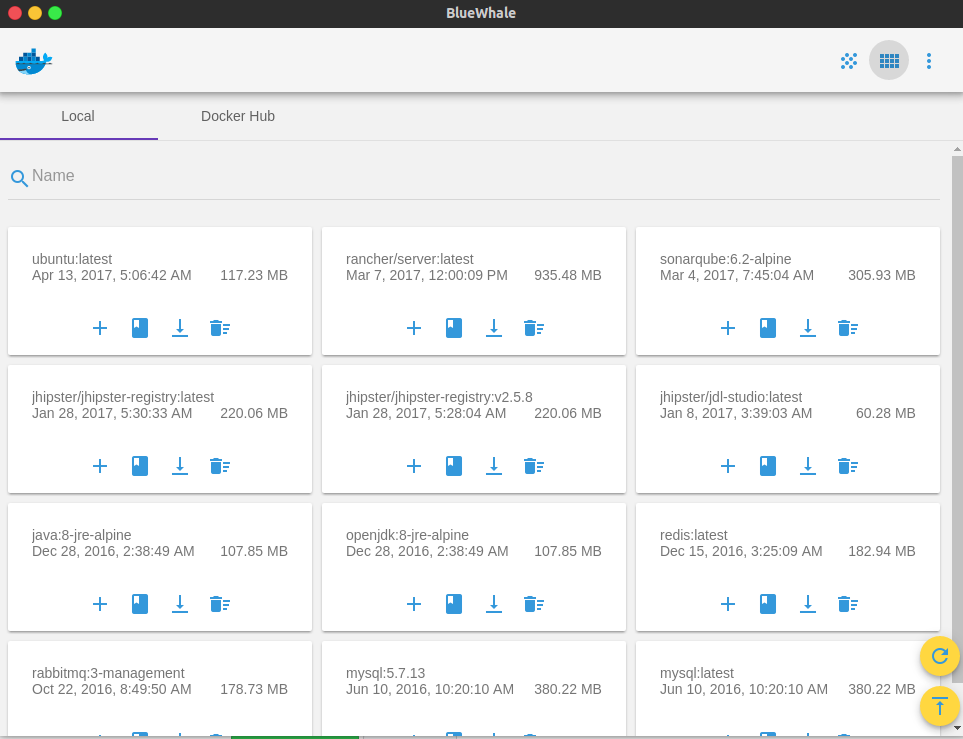 BlueWhale
Local
Docker Hub
Name
ubuntu:latest
Apr 13, 2017, 5:06:42 AM 117.23 MB
rancher/server:latest
Mar 7, 2017, 12:00:09 PM 935.48 MB
sonarqube:6.2-alpine
Mar 4, 2017, 7:45:04 AM 305.93 MB
jhipster/jhipster-registry:latest
Jan 28, 2017, 5:30:33 AM 220.06 MB
jhipster/jhipster-registry:v2.5.8
Jan 28, 2017, 5:28:04 AM 220.06 MB
jhipster/jdl-studio:latest
Jan 8, 2017, 3:39:03 AM 60.28 MB
java:8-jre-alpine
Dec 28, 2016, 2:38:49 AM 107.85 MB
openjdk:8-jre-alpine
Dec 28, 2016, 2:38:49 AM 107.85 MB
redis:latest
Dec 15, 2016, 3:25:09 AM 182.94 MB
rabbitmq:3-management
Oct 22, 2016, 8:49:50 AM 178.73 MB
mysql:5.7.13
Jun 10, 2016, 10:20:10 AM 380.22 MB
mysql:latest
Jun 10, 2016, 10:20:10 AM 380.22 MB